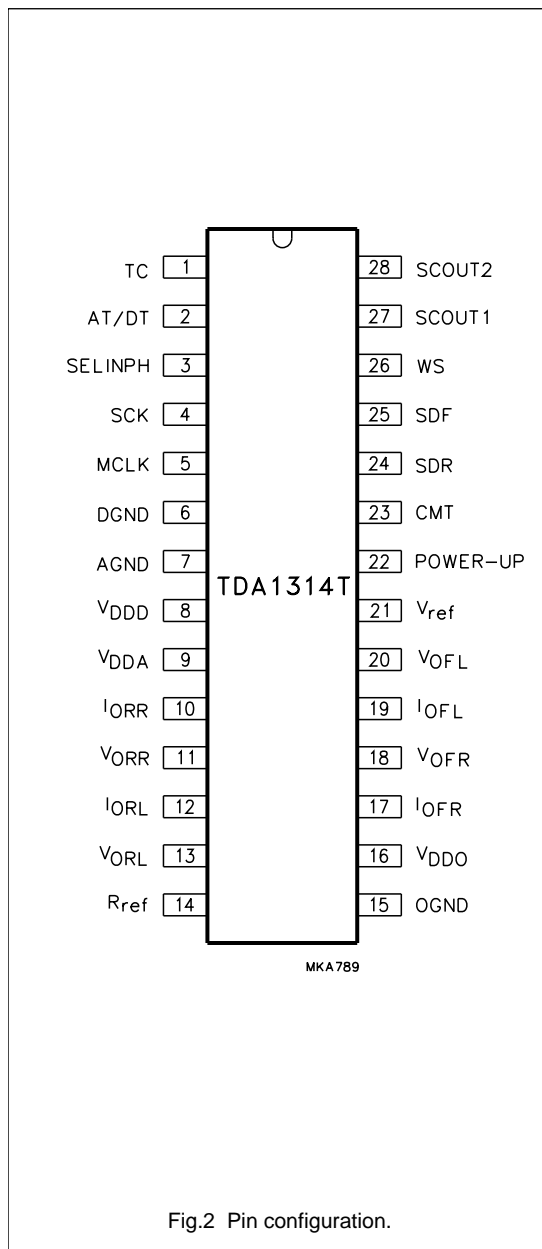 TC 1
AT/DT 2
SELINPH 3
SCK 4
MCLK 5
DGND 6
AGND 7
VDDD 8
VDDA 9
IORR 10
VORR 11
IORL 12
VORL 13
Rref 14
TDA1314T
28 SCOUT2
27 SCOUT1
26 WS
25 SDF
24 SDR
23 CMT
22 POWER-UP
21 Vref
20 VOFL
19 IOFL
18 VOFR
17 IOFR
16 VDDO
15 OGND
MKA789
Fig.2 Pin configuration.